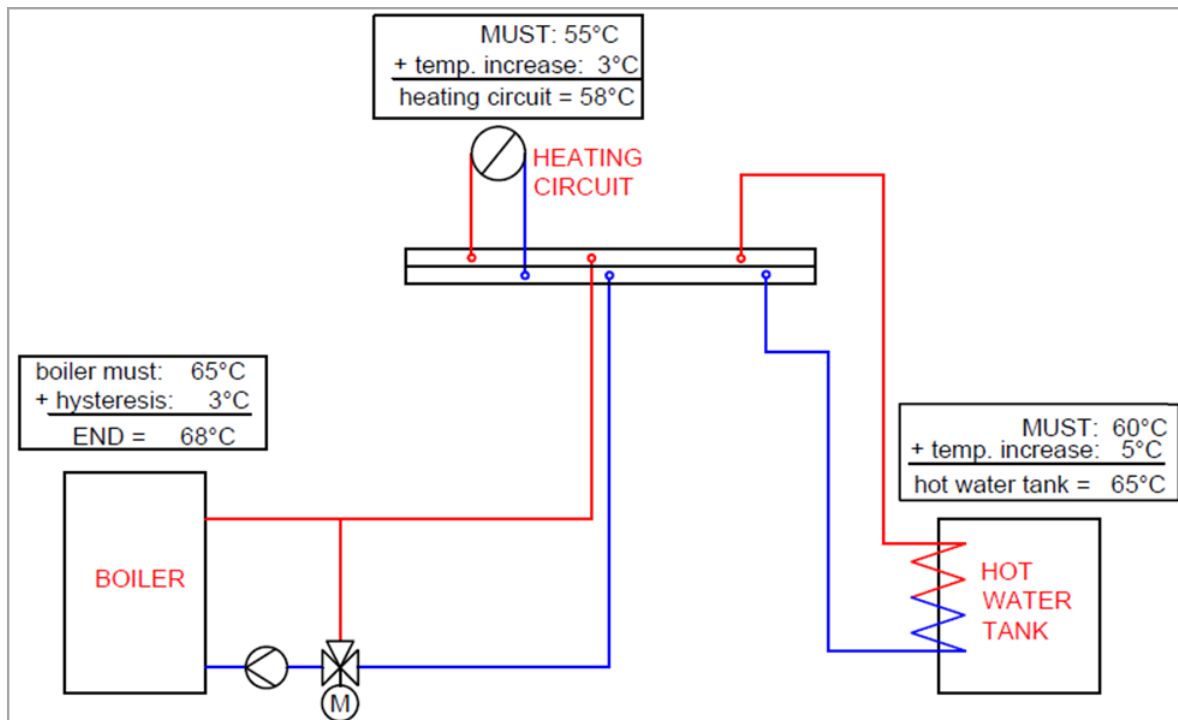 MUST: 55°C
+ temp. increase: 3°C
heating circuit = 58°C
HEATING
CIRCUIT
boiler must: 65°C
+ hysteresis: 3°C
END = 68°C
MUST: 60°C
+ temp. increase: 5°C
hot water tank = 65°C
BOILER
HOT
WATER
TANK
M